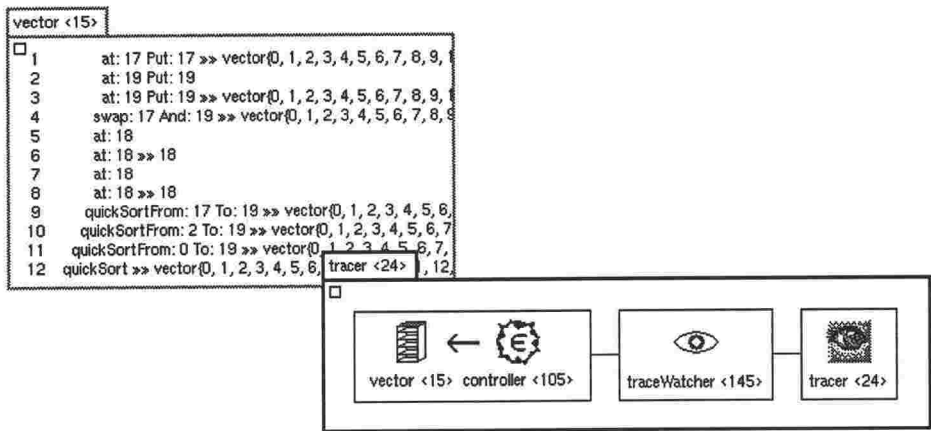 vector <15>
1 at: 17 Put: 17 »» vector{0, 1, 2, 3, 4, 5, 6, 7, 8, 9, 1
2 at: 19 Put: 19
3 at: 19 Put: 19 »» vector{0, 1, 2, 3, 4, 5, 6, 7, 8, 9, 1
4 swap: 17 And: 19 »» vector{0, 1, 2, 3, 4, 5, 6, 7, 8, 9
5 at: 18
6 at: 18 »» 18
7 at: 18
8 at: 18 »» 18
9 quickSortFrom: 17 To: 19 »» vector{0, 1, 2, 3, 4, 5, 6,
10 quickSortFrom: 2 To: 19 »» vector{0, 1, 2, 3, 4, 5, 6, 7
11 quickSortFrom: 0 To: 19 »» vector{0, 1, 2, 3, 4, 5, 6, 7,
12 quickSort »» vector{0, 1, 2, 3, 4, 5, 6, 1, 12,
tracer <24>
vector <15> controller <105> traceWatcher <145> tracer <24>